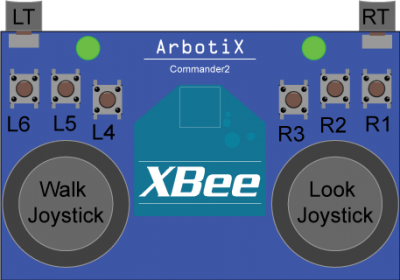 LT
RT
ArbotiX
Commander2
L6
L5
L4
R3
R2
R1
XBee
Walk
Joystick
Look
Joystick